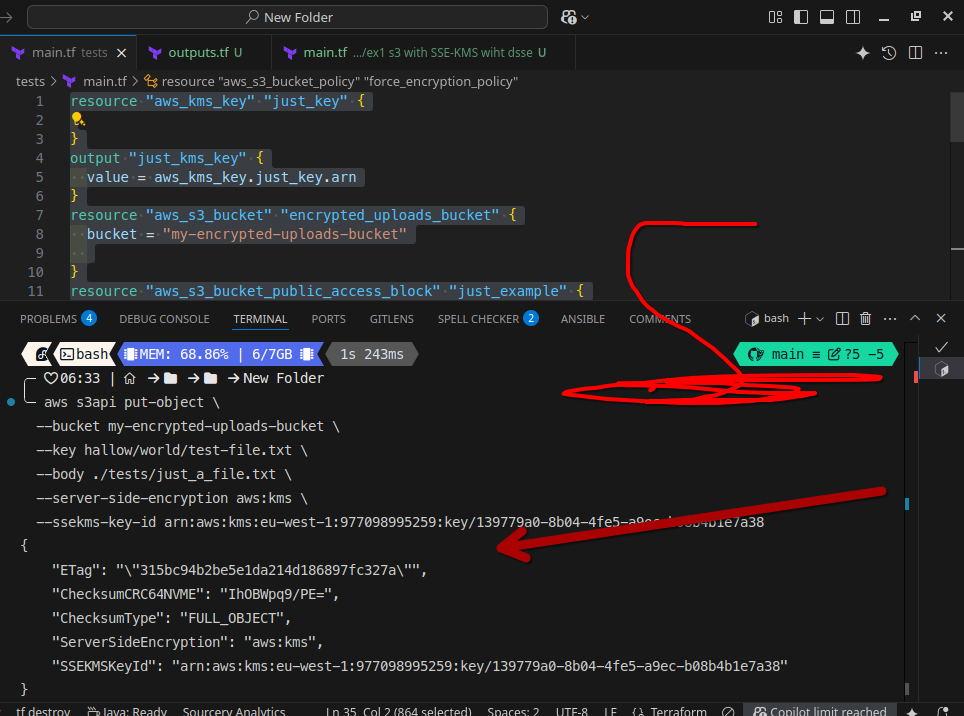 New Folder
main.tf tests
outputs.tf U
main.tf .../ex1 s3 with SSE-KMS wiht dsse U
tests > main.tf > resource "aws_s3_bucket_policy" "force_encryption_policy"
1 resource "aws_kms_key" "just_key" {
2
3 }
4 output "just_kms_key" {
5 value = aws_kms_key.just_key.arn
6 }
7 resource "aws_s3_bucket" "encrypted_uploads_bucket" {
8 bucket = "my-encrypted-uploads-bucket"
9
10 }
11 resource "aws_s3_bucket_public_access_block" "just_example" {
PROBLEMS 4 DEBUG CONSOLE TERMINAL PORTS GITLENS SPELL CHECKER 2 ANSIBLE COMMENTS bash
bash MEM: 68.86% | 6/7GB 1s 243ms main ≡ ?5 −5
06:33 | New Folder
aws s3api put-object \
--bucket my-encrypted-uploads-bucket \
--key hallow/world/test-file.txt \
--body ./tests/just_a_file.txt \
--server-side-encryption aws:kms \
--ssekms-key-id arn:aws:kms:eu-west-1:977098995259:key/139779a0-8b04-4fe5-a9ec-b08b4b1e7a38
{
"ETag": "\"315bc94b2be5e1da214d186897fc327a\"",
"ChecksumCRC64NVME": "IhOBWpq9/PE=",
"ChecksumType": "FULL_OBJECT",
"ServerSideEncryption": "aws:kms",
"SSEKMSKeyId": "arn:aws:kms:eu-west-1:977098995259:key/139779a0-8b04-4fe5-a9ec-b08b4b1e7a38"
}
tf destroy Java: Ready Sourcery Analytics Ln 35, Col 2 (864 selected) Spaces: 2 UTF-8 LF {} Terraform Copilot limit reached